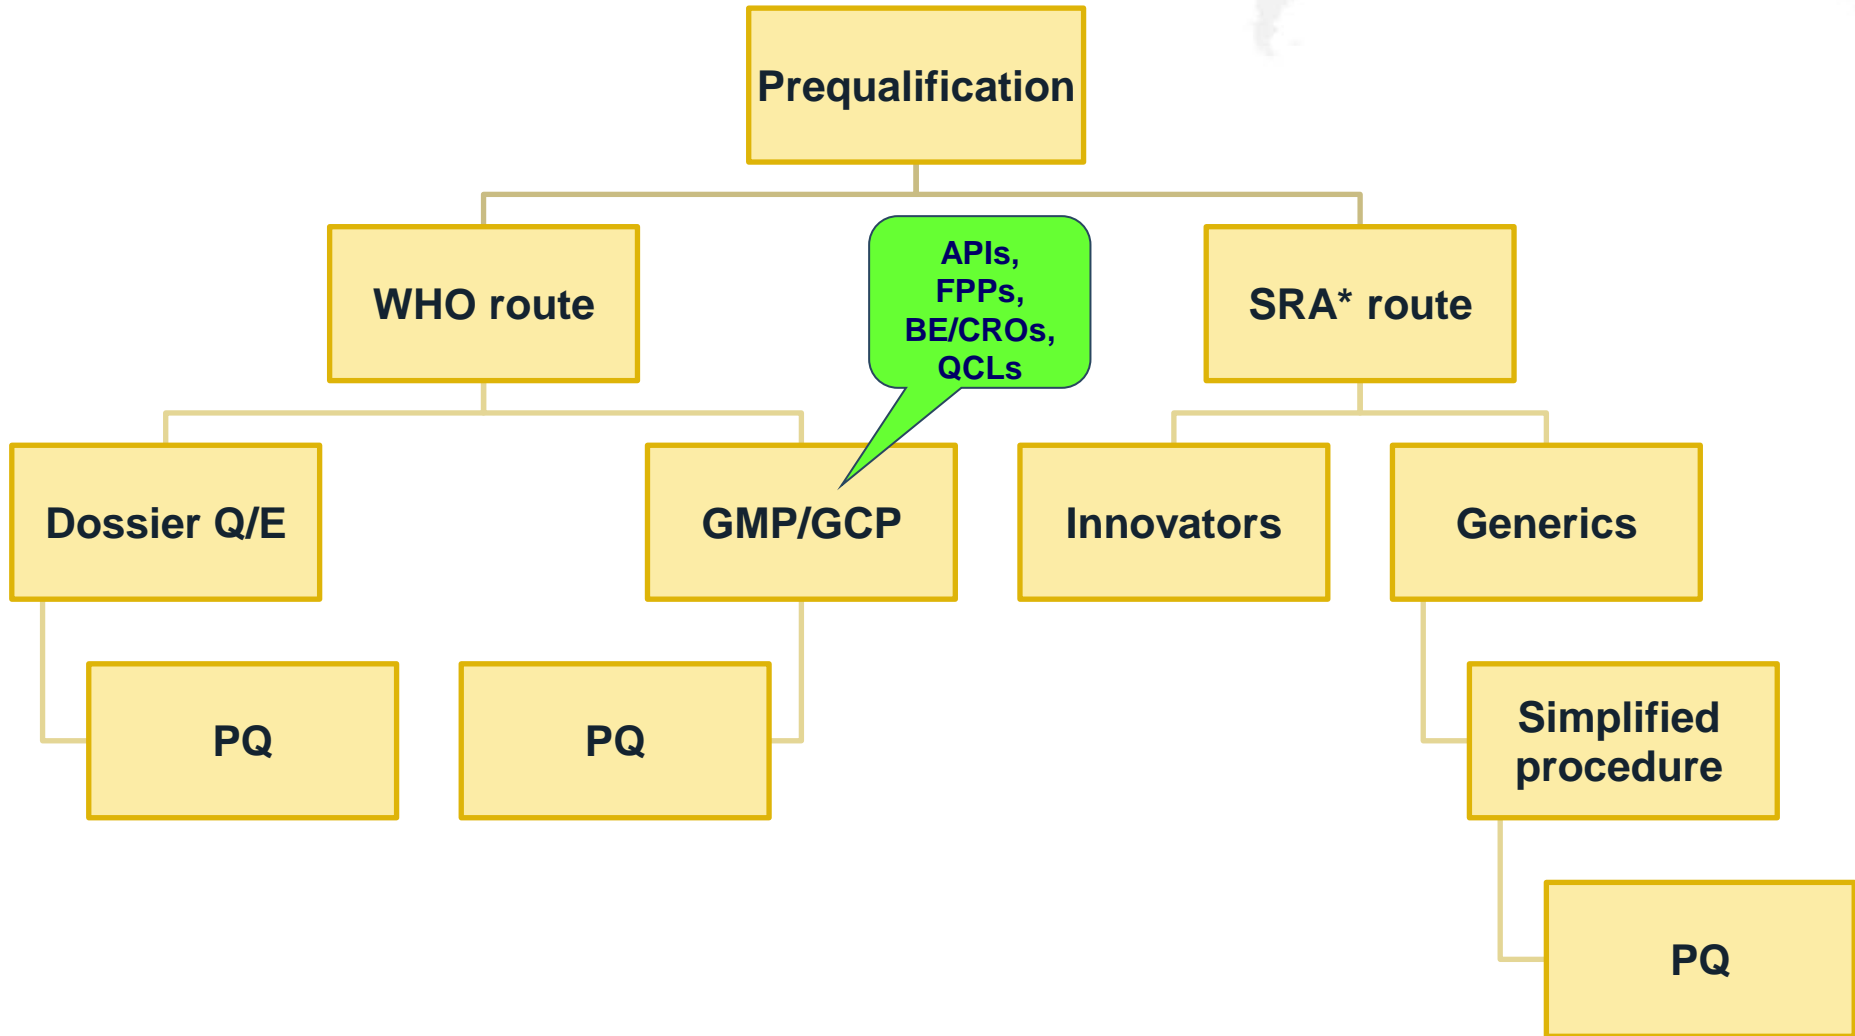 Prequalification
WHO route
APIs,
FPPs,
BE/CROs,
QCLs
SRA* route
Dossier Q/E
GMP/GCP
Innovators
Generics
PQ
PQ
Simplified
procedure
PQ